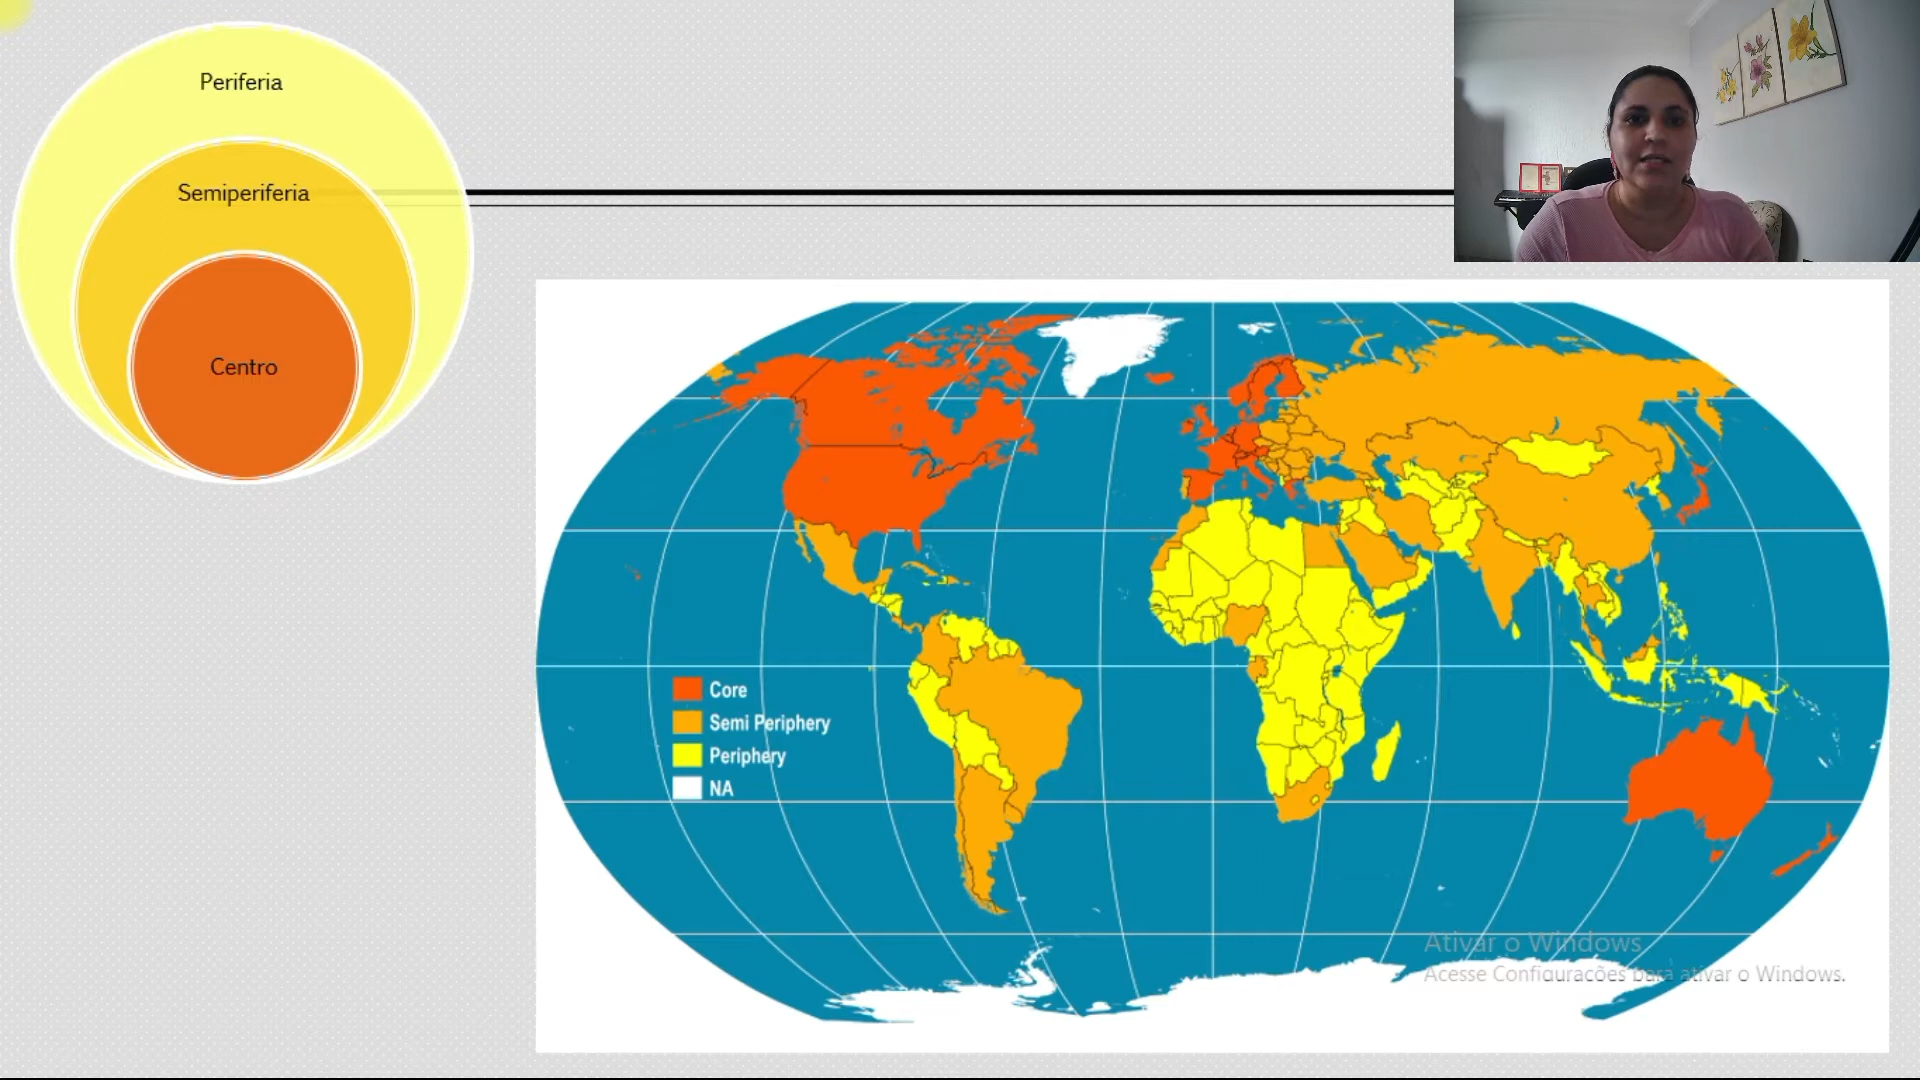 Periferia
Semiperiferia
Centro
Core
Semi Periphery
Periphery
NA
Ativar o Windows
Acesse Configurações para ativar o Windows.